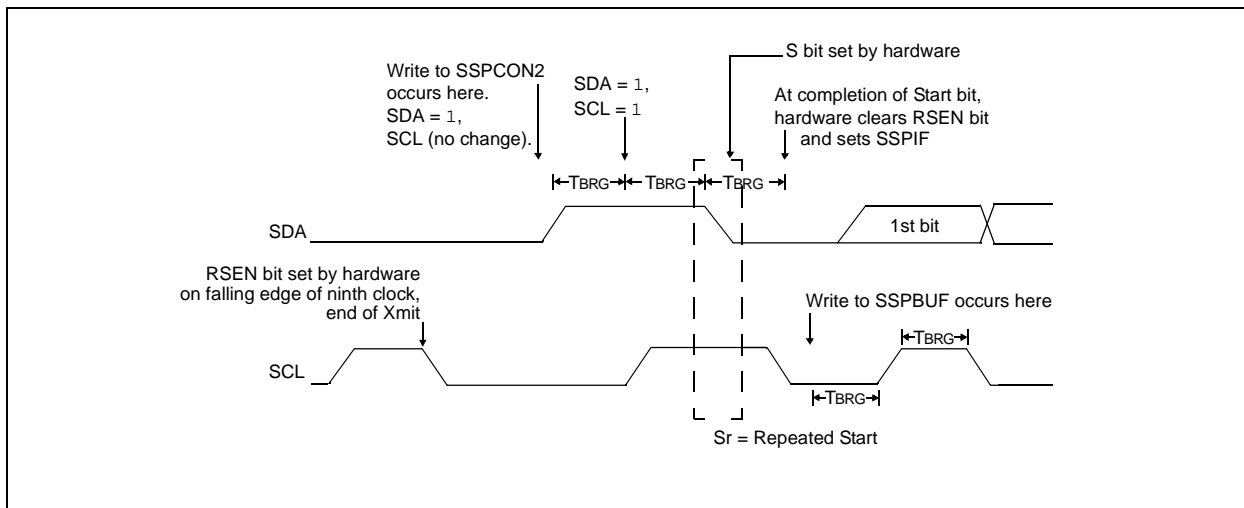 S bit set by hardware
Write to SSPCON2
occurs here.
SDA = 1,
SCL (no change).
SDA = 1,
SCL = 1
At completion of Start bit,
hardware clears RSEN bit
and sets SSPIF
TBRG
TBRG
TBRG
SDA
1st bit
RSEN bit set by hardware
on falling edge of ninth clock,
end of Xmit
Write to SSPBUF occurs here
TBRG
SCL
TBRG
Sr = Repeated Start